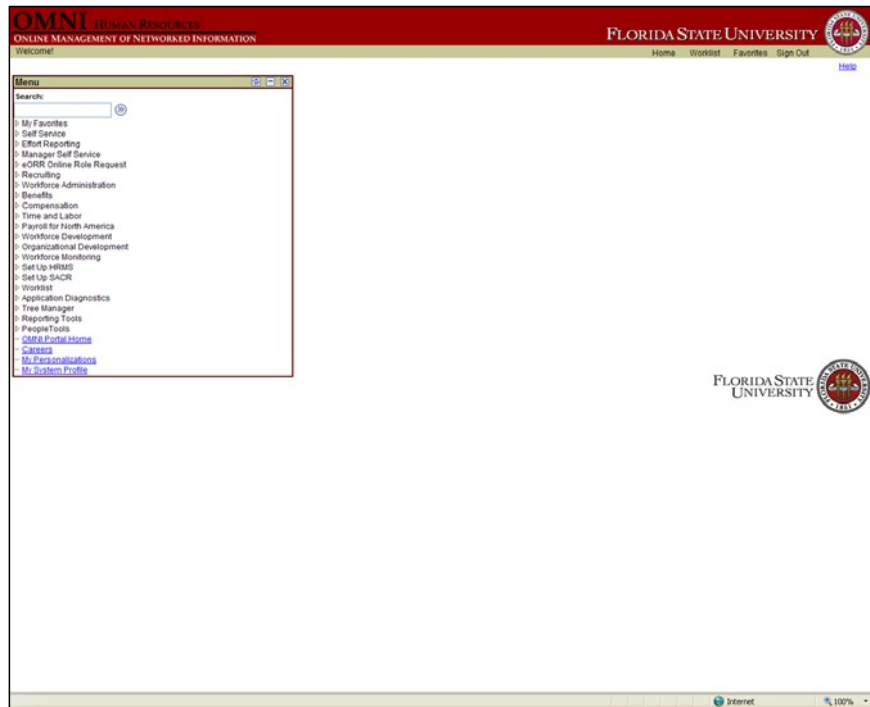 OMNI HUMAN RESOURCES
ONLINE MANAGEMENT OF NETWORKED INFORMATION
FLORIDA STATE UNIVERSITY
Welcome!
Home Worklist Favorites Sign Out
Help
Menu
Search:
My Favorites
Self Service
Effort Reporting
Manager Self Service
eORR Online Role Request
Recruiting
Workforce Administration
Benefits
Compensation
Time and Labor
Payroll for North America
Workforce Development
Organizational Development
Workforce Monitoring
Set Up HRMS
Set Up SACR
Worklist
Application Diagnostics
Tree Manager
Reporting Tools
PeopleTools
OMNI Portal Home
Careers
My Personalizations
My System Profile
FLORIDA STATE
UNIVERSITY
Internet 100%